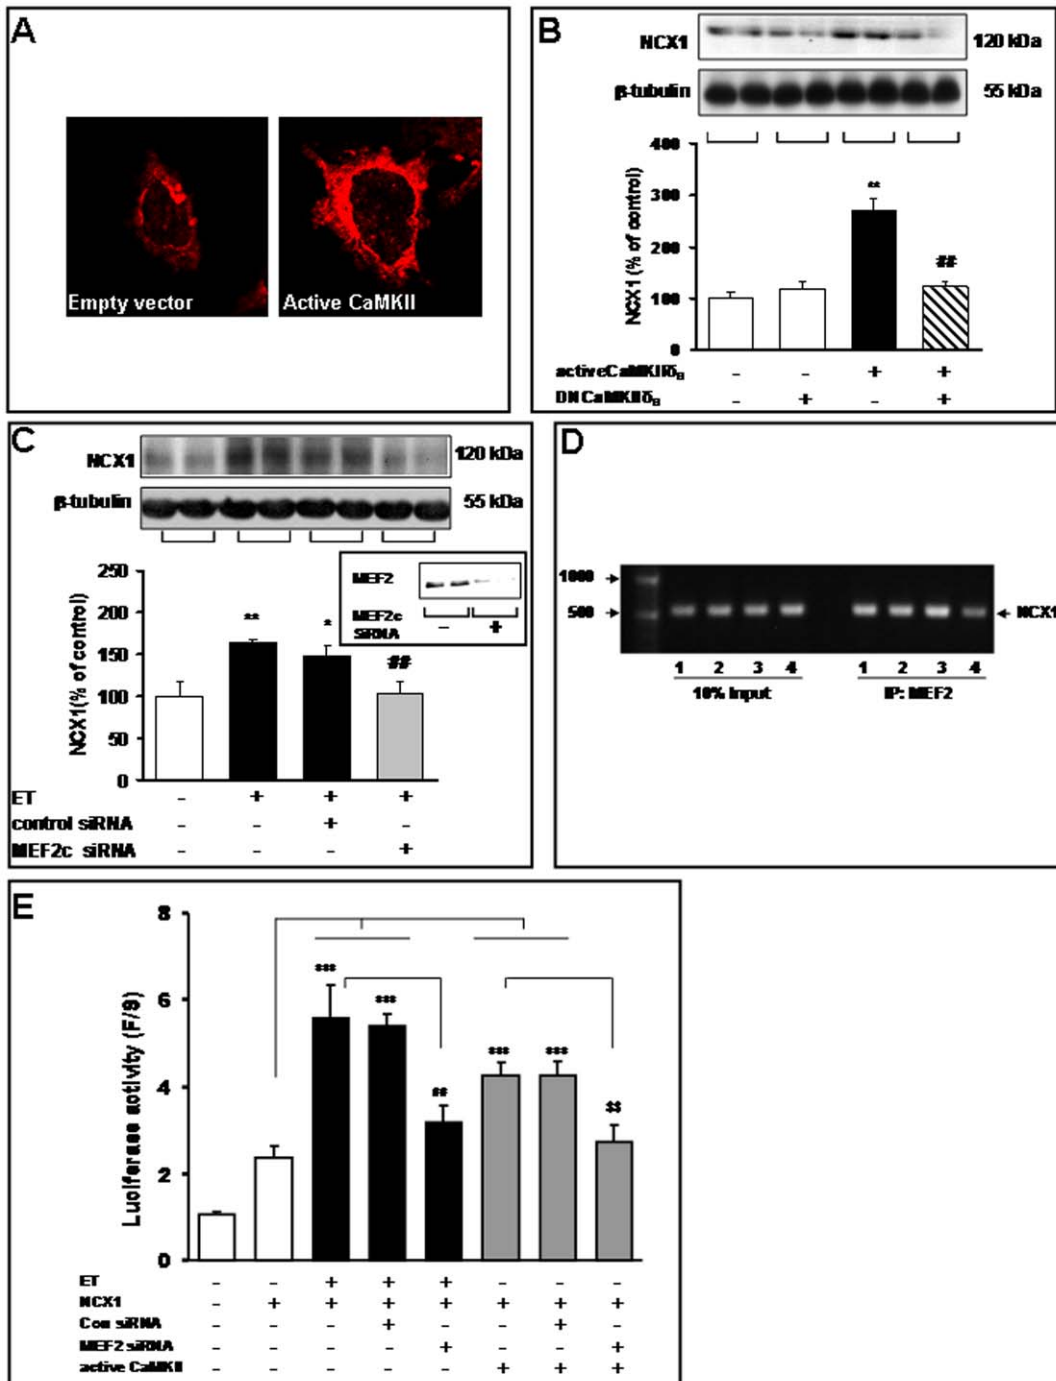 A
Empty vector
Active CaMKII
B
NCX1
120 kDa
β-tubulin
55 kDa
NCX1 (% of control)
400
300
200
100
0
**
##
activeCaMKIIδB - - + +
DNCaMKIIδB - + - +
C
NCX1
120 kDa
β-tubulin
55 kDa
NCX1(% of control)
250
200
150
100
50
0
**
*
##
MEF2
MEF2c
SiRNA
- +
ET - + + +
control siRNA - - + -
MEF2c siRNA - - - +
D
1000
500
NCX1
1 2 3 4 1 2 3 4
10% Input IP: MEF2
E
Luciferase activity (F/9)
8
6
4
2
0
***
***
##
***
***
$$
ET - - + + + - - -
NCX1 - + + + + + + +
Con siRNA - - - + - - + -
MEF2 siRNA - - - - + - - +
active CaMKII - - - - - + + +